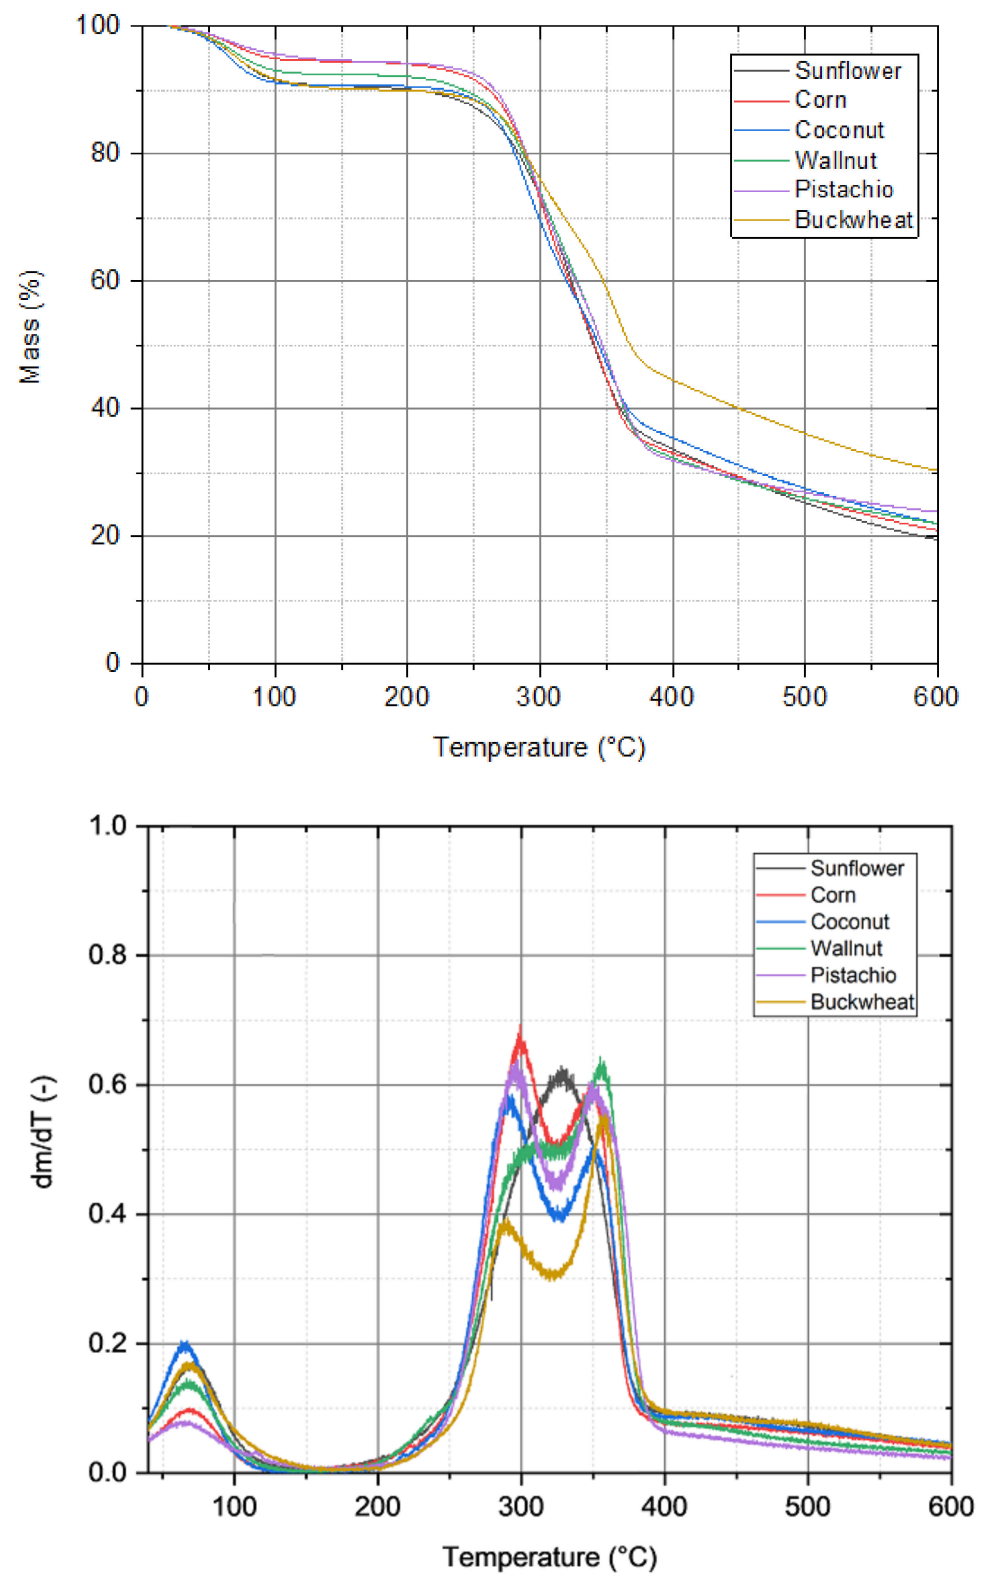 100
80
60
40
20
0
Mass (%)
Sunflower
Corn
Coconut
Wallnut
Pistachio
Buckwheat
0 100 200 300 400 500 600
Temperature (°C)
1.0
0.8
0.6
0.4
0.2
0.0
dm/dT (-)
Sunflower
Corn
Coconut
Wallnut
Pistachio
Buckwheat
100 200 300 400 500 600
Temperature (°C)